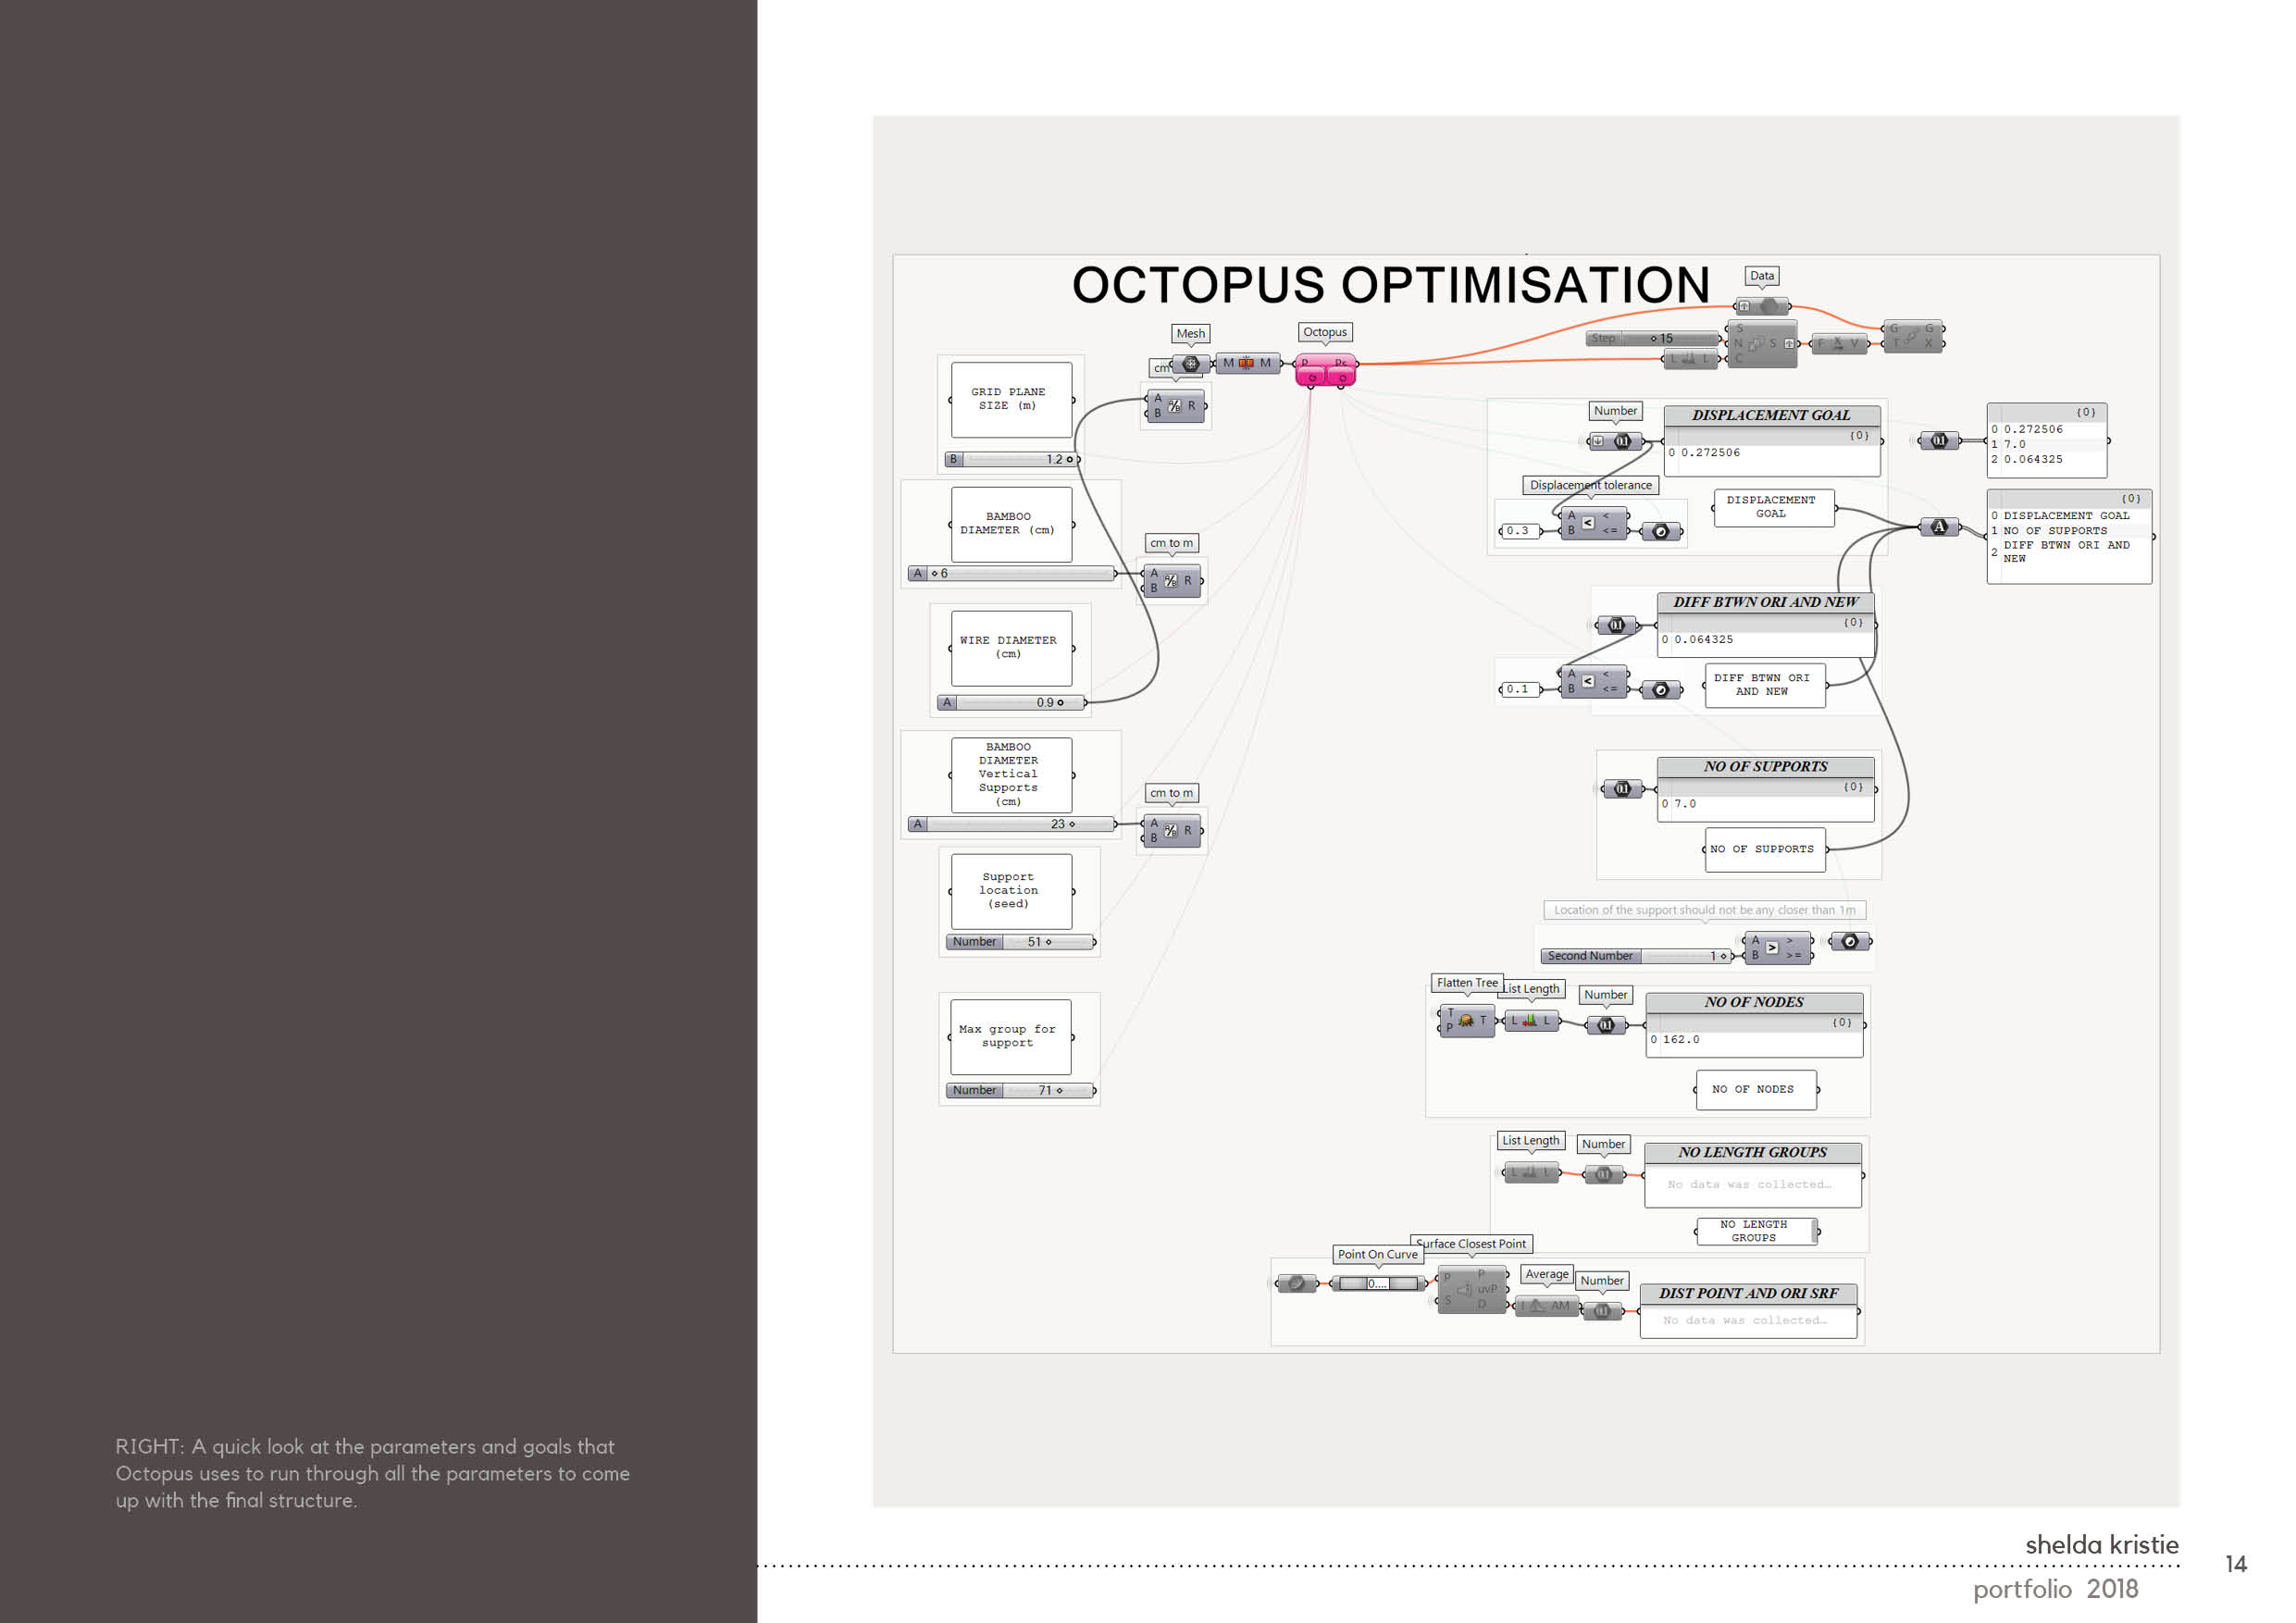 OCTOPUS OPTIMISATION
Data
Mesh
Octopus
Step 15
S
N S
C
L L
F V
G G
T X
cm
M M
P Ps
G O
A
B R
GRID PLANE
SIZE (m)
B 1.2
BAMBOO
DIAMETER (cm)
A 6
cm to m
A
B R
WIRE DIAMETER
(cm)
A 0.9
BAMBOO
DIAMETER
Vertical
Supports
(cm)
A 23
cm to m
A
B R
Support
location
(seed)
Number 51
Max group for
support
Number 71
Number
DISPLACEMENT GOAL
{0}
0 0.272506
Displacement tolerance
0.3
A <
B <=
DISPLACEMENT
GOAL
{0}
0 0.272506
1 7.0
2 0.064325
{0}
0 DISPLACEMENT GOAL
1 NO OF SUPPORTS
2 DIFF BTWN ORI AND
NEW
DIFF BTWN ORI AND NEW
{0}
0 0.064325
0.1
A <
B <=
DIFF BTWN ORI
AND NEW
NO OF SUPPORTS
{0}
0 7.0
NO OF SUPPORTS
Location of the support should not be any closer than 1m
Second Number 1
A >
B >=
Flatten Tree
List Length
Number
T T
P
L L
NO OF NODES
{0}
0 162.0
NO OF NODES
List Length
Number
L L
NO LENGTH GROUPS
No data was collected…
NO LENGTH
GROUPS
Point On Curve
Surface Closest Point
0....
P P
uvP
S D
Average
I AM
Number
DIST POINT AND ORI SRF
No data was collected…
RIGHT: A quick look at the parameters and goals that
Octopus uses to run through all the parameters to come
up with the final structure.
shelda kristie
14
portfolio 2018